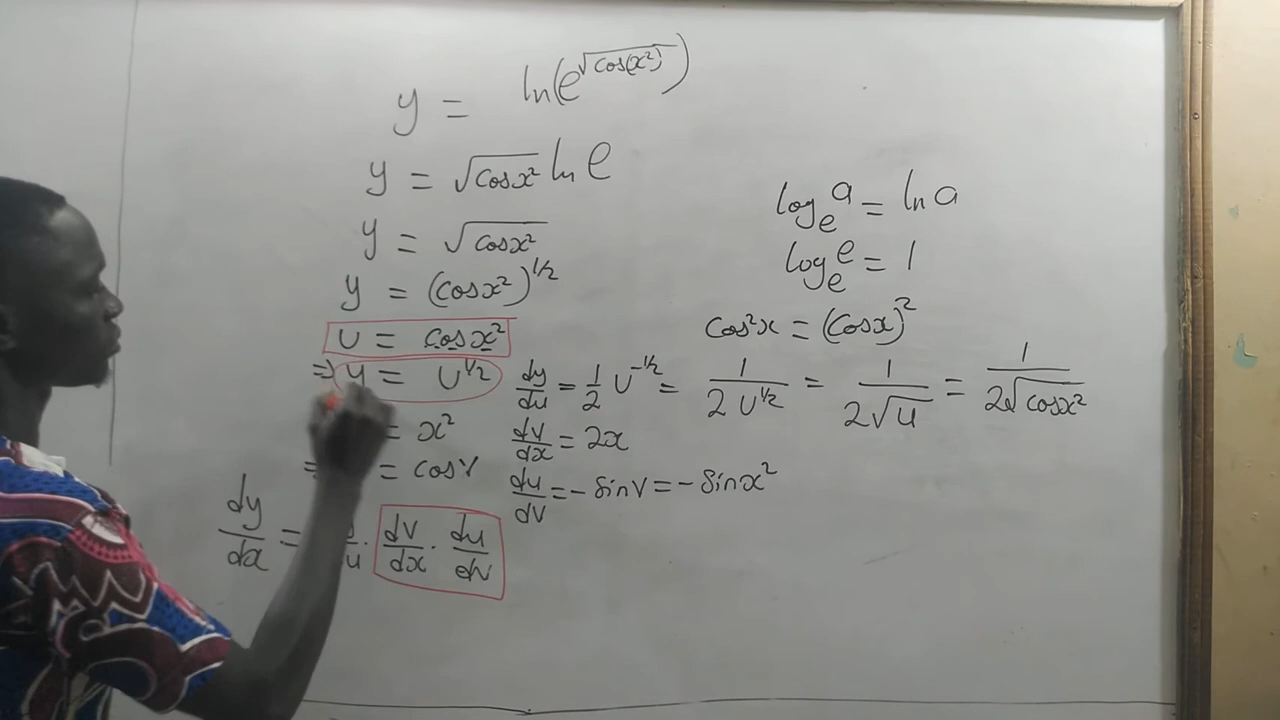 y = ln(e^√cos(x²))
y = √cosx² ln e
y = √cosx²
y = (cosx²)^1/2
u = cosx²
⇒ y = u^1/2
= x²
= cosv
dy/dx = · dv/dx · du/dv
dy/du = 1/2 u^-1/2 = 1/(2u^1/2) = 1/(2√u) = 1/(2√cosx²)
dv/dx = 2x
du/dv = -sinv = -sinx²
logₑa = ln a
logₑe = 1
cos²x = (cosx)²